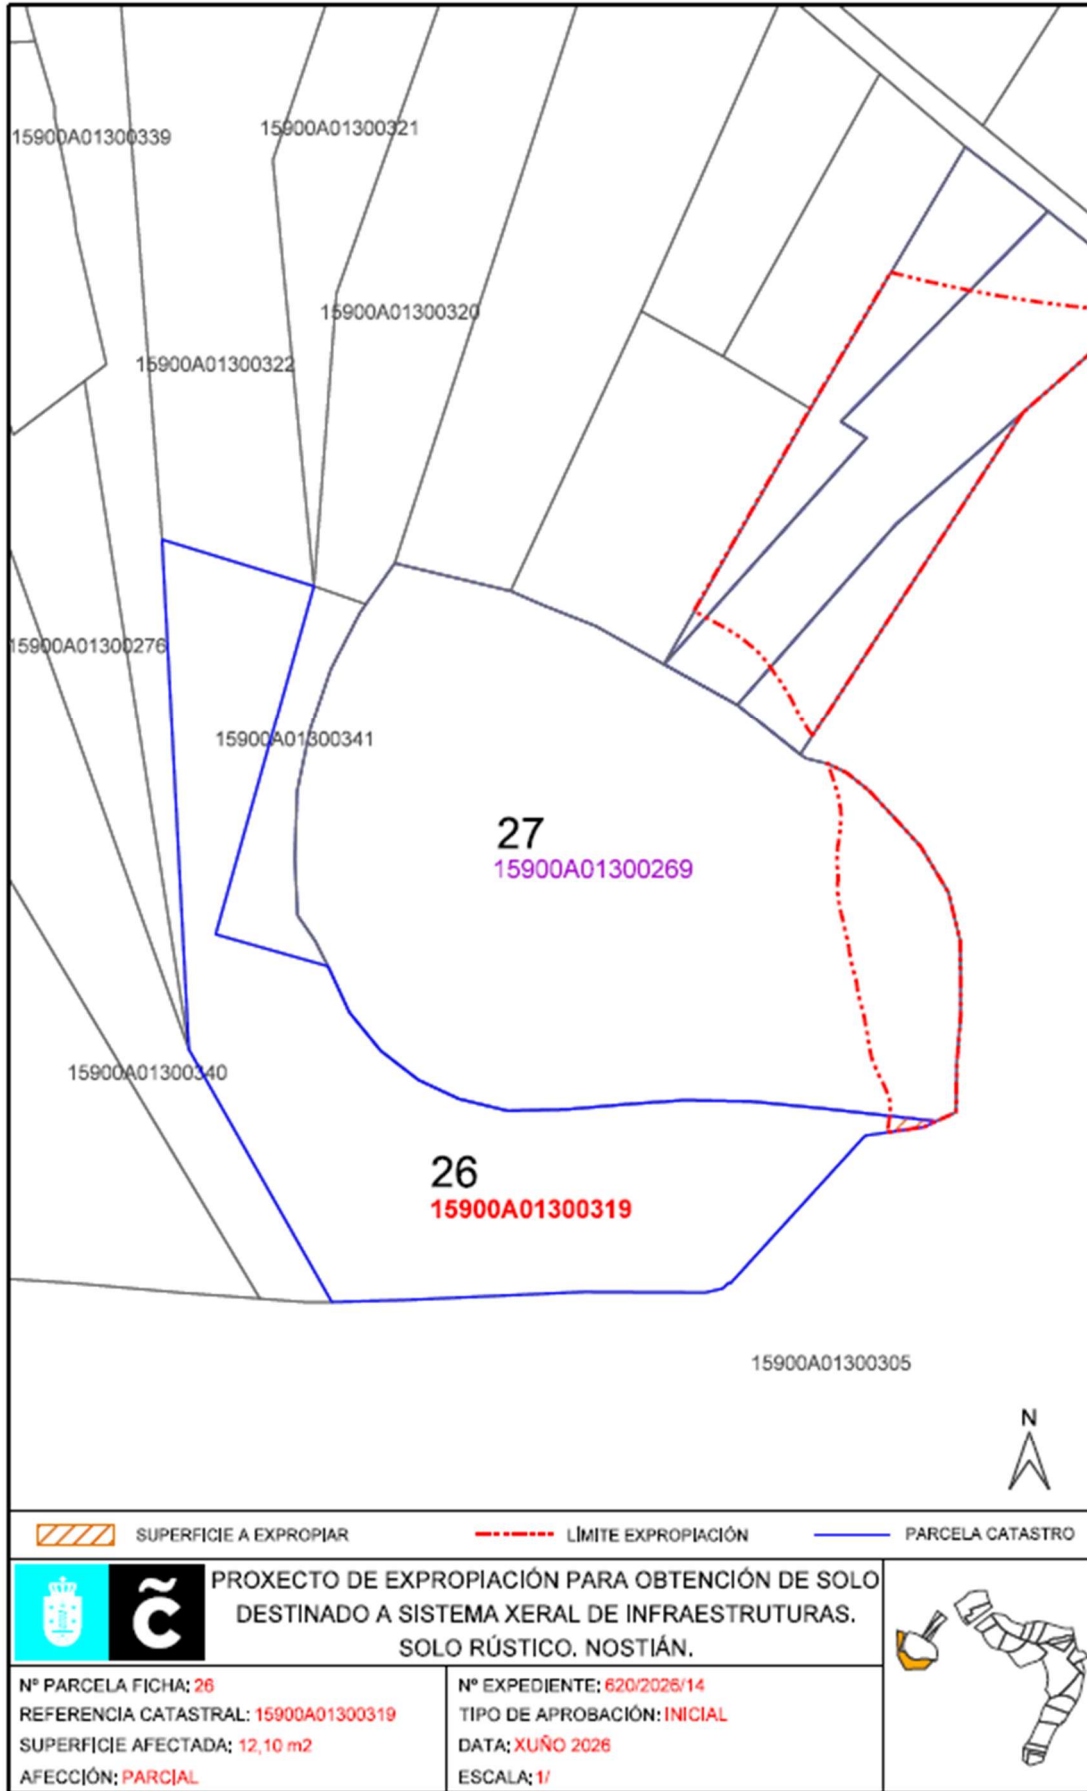 15900A01300339
15900A01300321
15900A01300320
15900A01300322
15900A01300276
15900A01300341
27
15900A01300269
15900A01300340
26
15900A01300319
15900A01300305
N
SUPERFICIE A EXPROPIAR
LÍMITE EXPROPIACIÓN
PARCELA CATASTRO
PROXECTO DE EXPROPIACIÓN PARA OBTENCIÓN DE SOLO
DESTINADO A SISTEMA XERAL DE INFRAESTRUTURAS.
SOLO RÚSTICO. NOSTIÁN.
Nº PARCELA FICHA: 26
REFERENCIA CATASTRAL: 15900A01300319
SUPERFICIE AFECTADA: 12,10 m2
AFECCIÓN: PARCIAL
Nº EXPEDIENTE: 620/2026/14
TIPO DE APROBACIÓN: INICIAL
DATA: XUÑO 2026
ESCALA: 1/